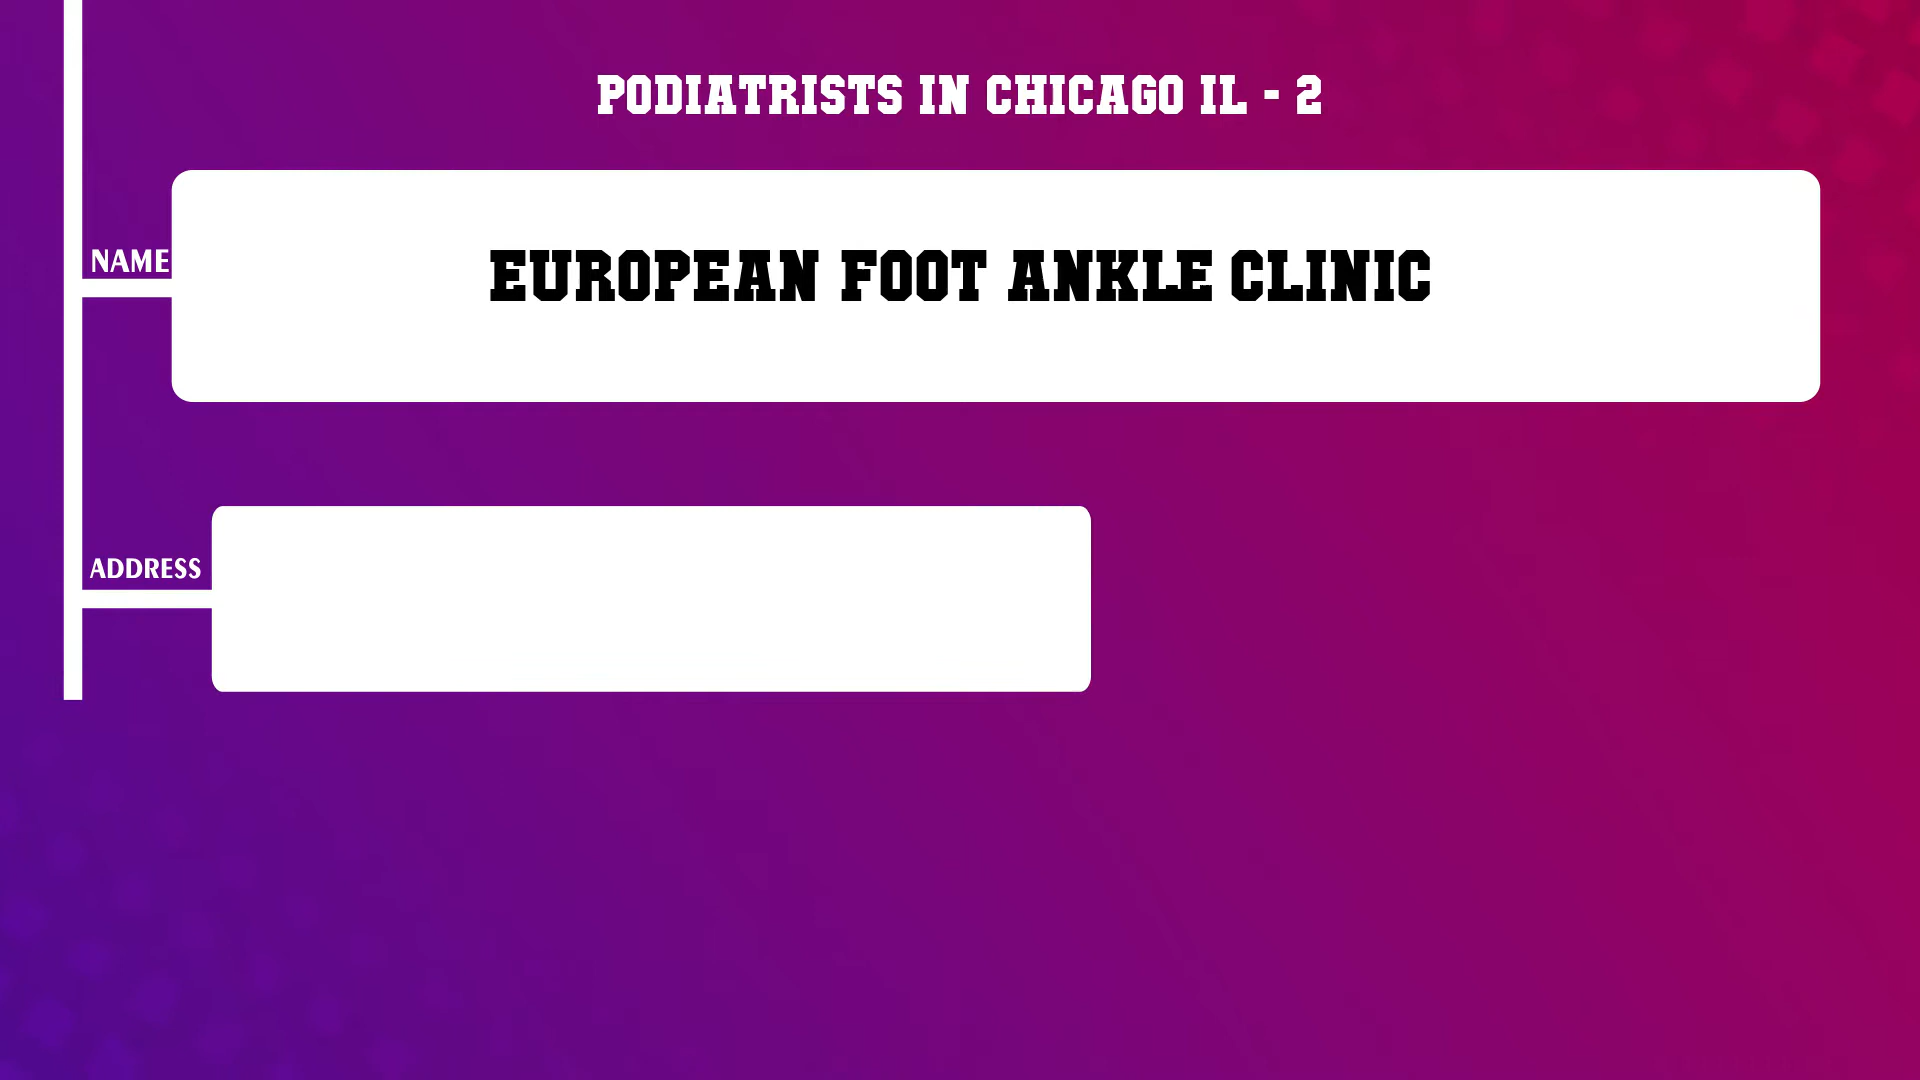 PODIATRISTS IN CHICAGO IL - 2
NAME
EUROPEAN FOOT ANKLE CLINIC
ADDRESS